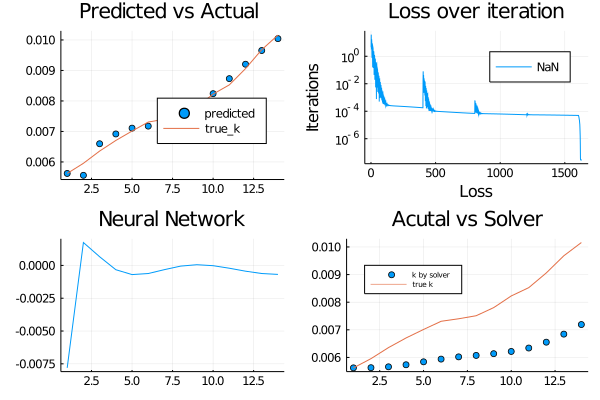 Predicted vs Actual
0.010
0.009
0.008
0.007
0.006
predicted
true_k
2.5 5.0 7.5 10.0 12.5
Loss over iteration
Iterations
10⁰
10⁻²
10⁻⁴
10⁻⁶
NaN
0 500 1000 1500
Loss
Neural Network
0.0000
-0.0025
-0.0050
-0.0075
2.5 5.0 7.5 10.0 12.5
Acutal vs Solver
0.010
0.009
0.008
0.007
0.006
k by solver
true k
2.5 5.0 7.5 10.0 12.5